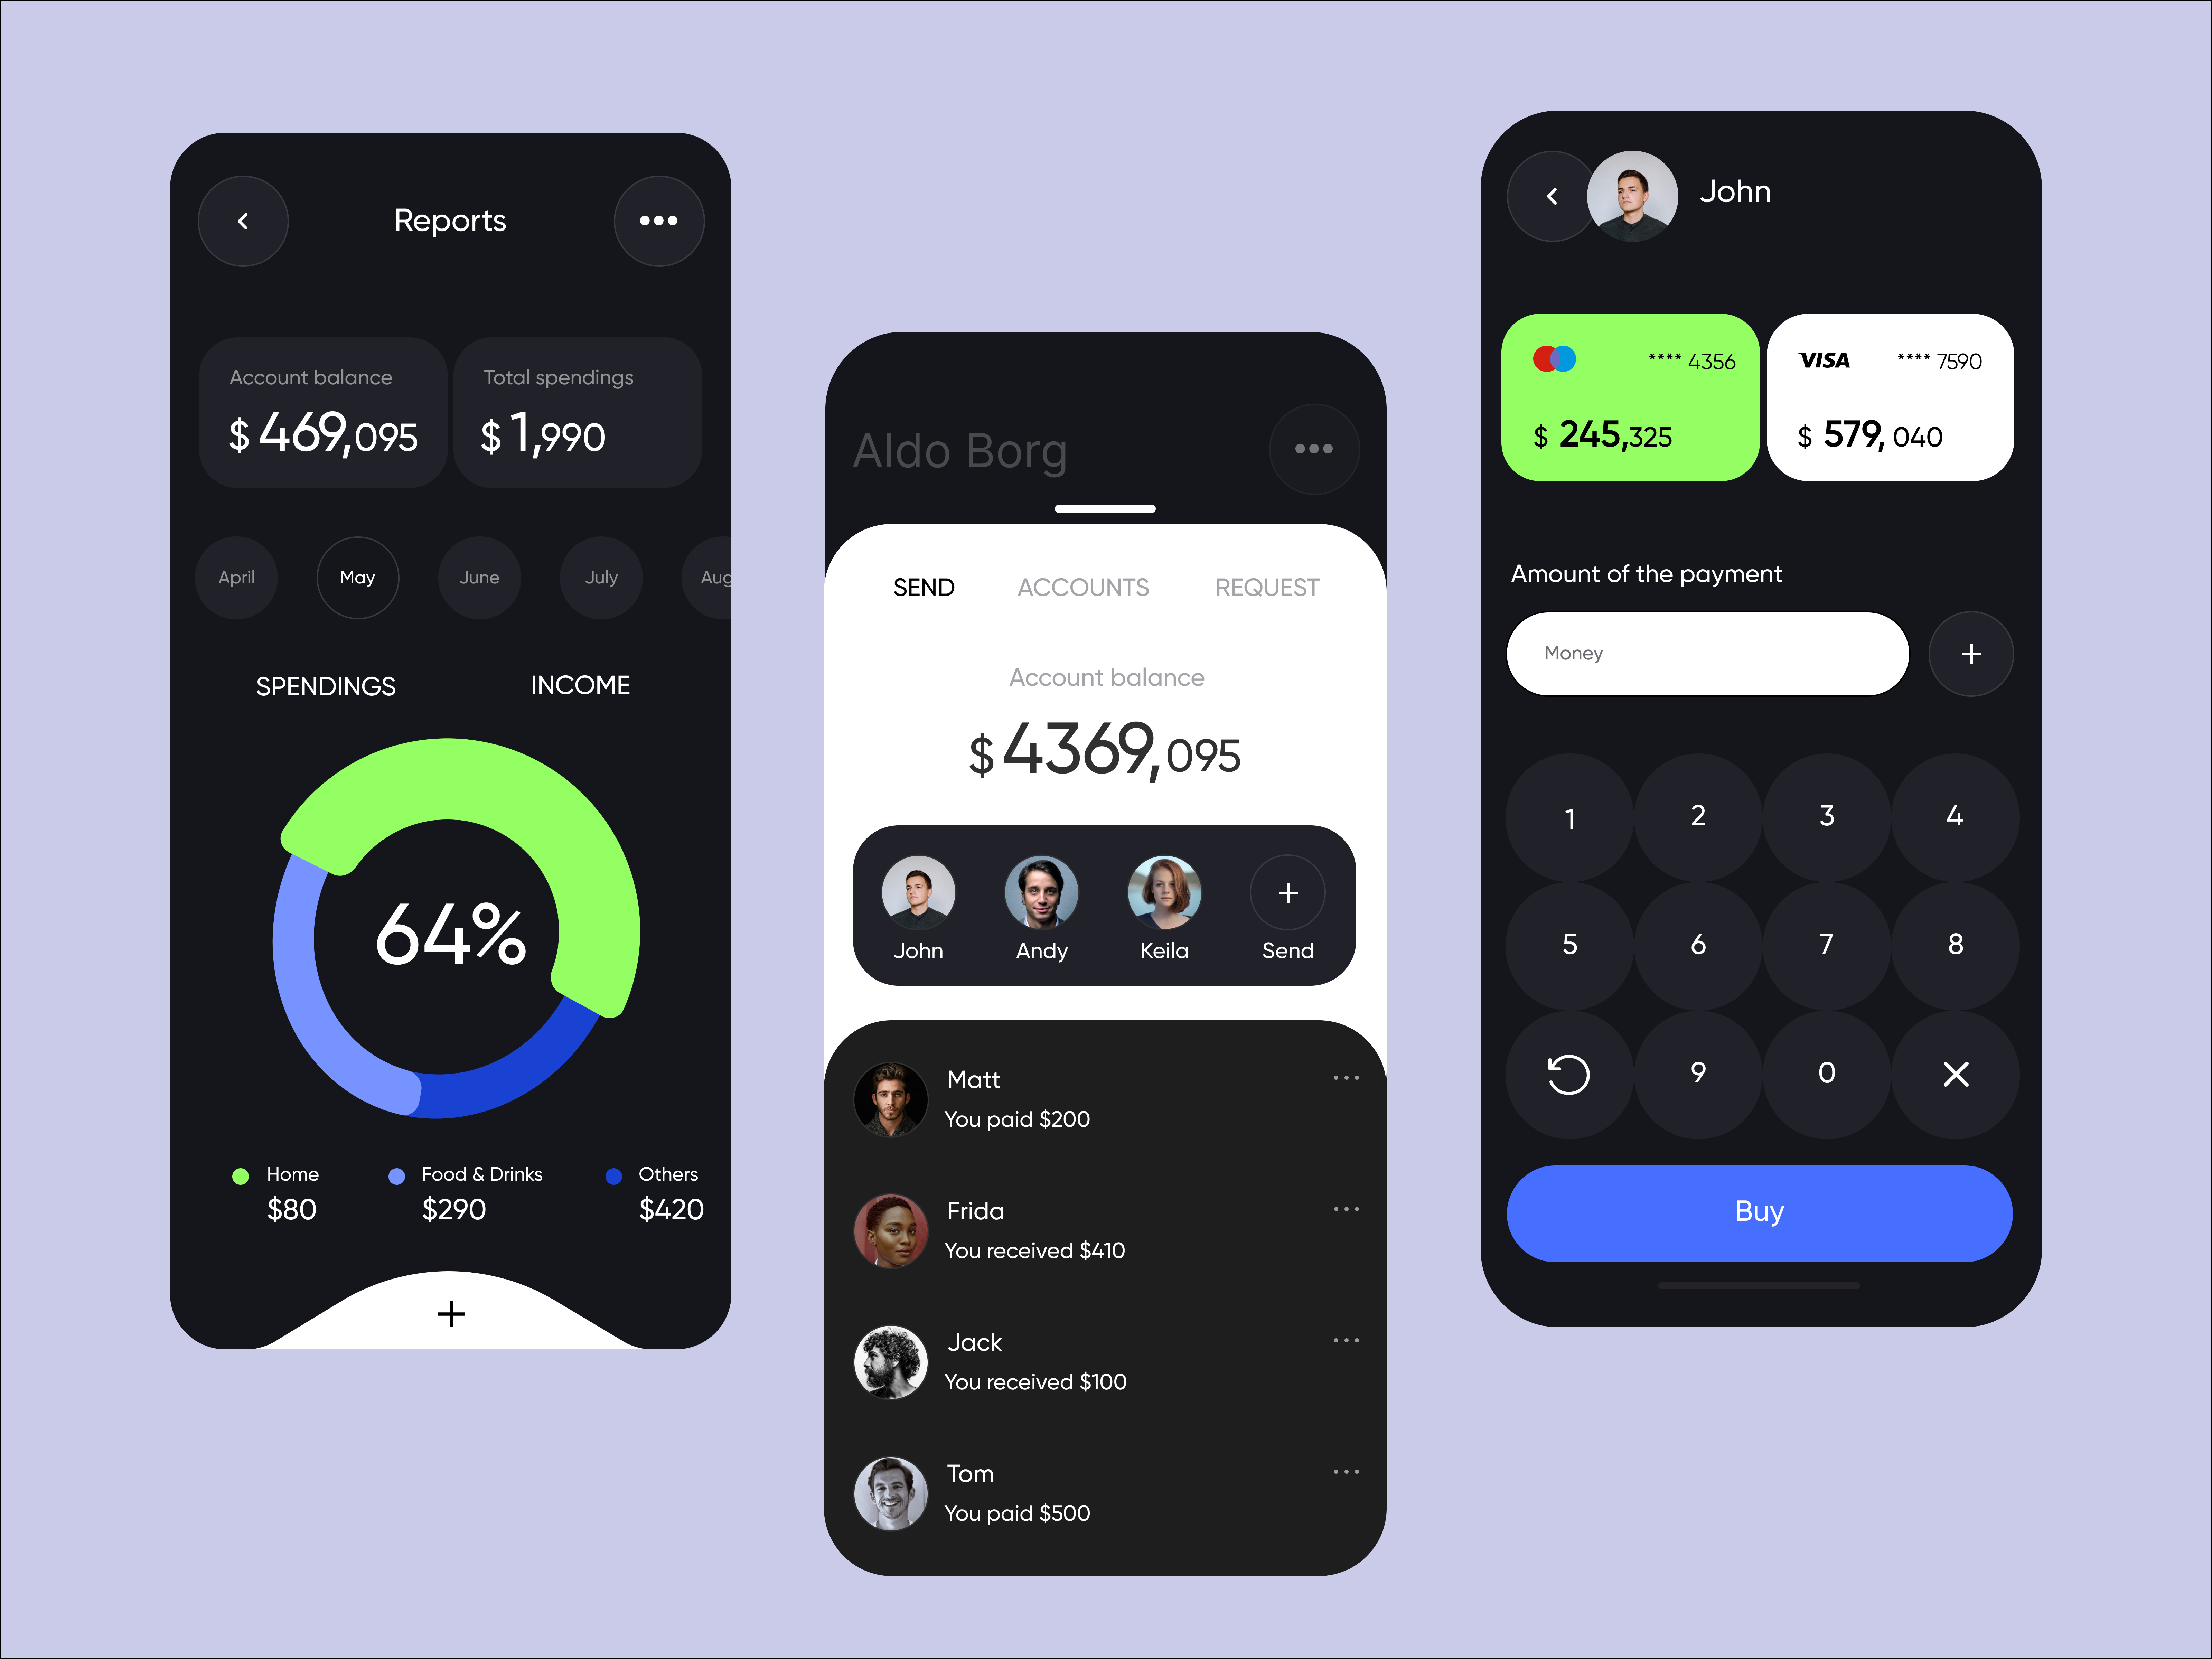 Reports
Account balance
$ 469,095
Total spendings
$ 1,990
April
May
June
July
Aug
SPENDINGS
INCOME
64%
Home
$80
Food & Drinks
$290
Others
$420
+
Aldo Borg
SEND
ACCOUNTS
REQUEST
Account balance
$ 4369,095
John
Andy
Keila
+
Send
Matt
You paid $200
Frida
You received $410
Jack
You received $100
Tom
You paid $500
John
**** 4356
$ 245,325
VISA
**** 7590
$ 579, 040
Amount of the payment
Money
+
1 2 3 4
5 6 7 8
9 0
Buy